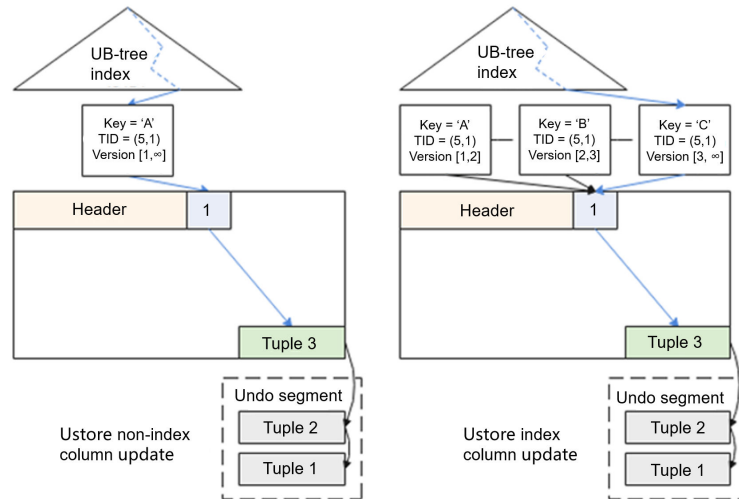 UB-tree
index
Key = ‘A’
TID = (5,1)
Version [1,∞]
Header
1
Tuple 3
Undo segment
Tuple 2
Tuple 1
Ustore non-index
column update
UB-tree
index
Key = ‘A’
TID = (5,1)
Version [1,2]
Key = ‘B’
TID = (5,1)
Version [2,3]
Key = ‘C’
TID = (5,1)
Version [3, ∞]
Header
1
Tuple 3
Undo segment
Tuple 2
Tuple 1
Ustore index
column update